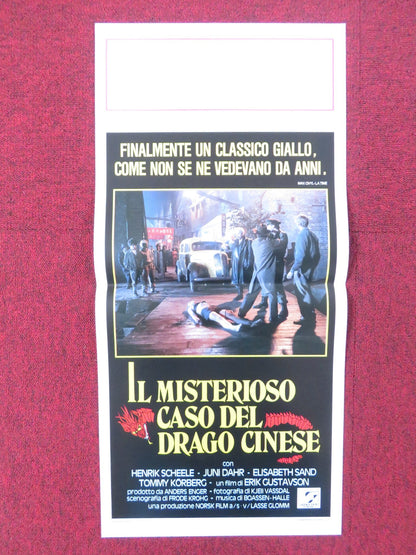 FINALMENTE UN CLASSICO GIALLO,
COME NON SE NE VEDEVANO DA ANNI.
IL MISTERIOSO
CASO DEL
DRAGO CINESE
con
HENRIK SCHEELE - JUNI DAHR - ELISABETH SAND
TOMMY KÖRBERG - un film di ERIK GUSTAVSON
prodotto da ANDERS ENGER - fotografia di KJEII VASSDAL
scenografia di FRODE KROHG - musica di BOASSEN-HALLE
una produzione NORSK FILM a/s - v/LASSE GLOMM